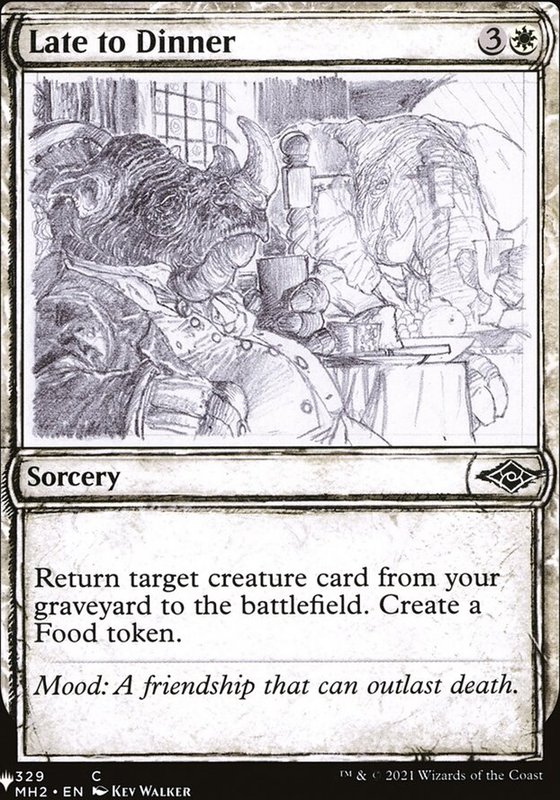 Late to Dinner 3
Sorcery
Return target creature card from your
graveyard to the battlefield. Create a
Food token.
Mood: A friendship that can outlast death.
329 C
MH2 • EN KEV WALKER
™ & © 2021 Wizards of the Coast